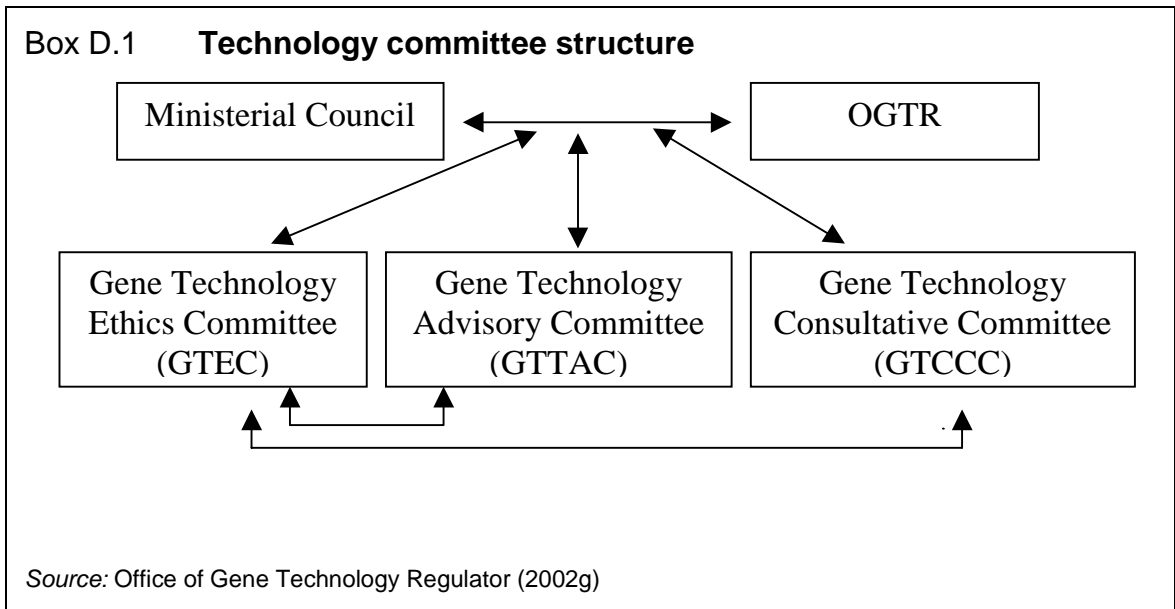 Box D.1 Technology committee structure
Ministerial Council
OGTR
Gene Technology
Ethics Committee
(GTEC)
Gene Technology
Advisory Committee
(GTTAC)
Gene Technology
Consultative Committee
(GTCCC)
Source: Office of Gene Technology Regulator (2002g)